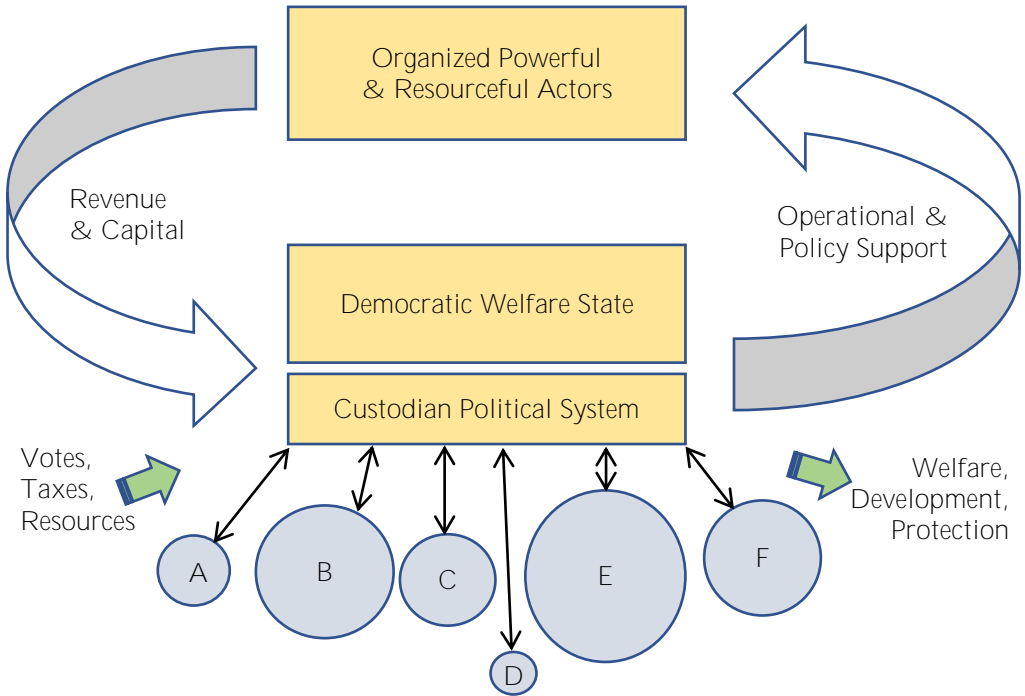 Organized Powerful
& Resourceful Actors
Revenue
& Capital
Operational &
Policy Support
Democratic Welfare State
Custodian Political System
Votes,
Taxes,
Resources
Welfare,
Development,
Protection
A
B
C
D
E
F